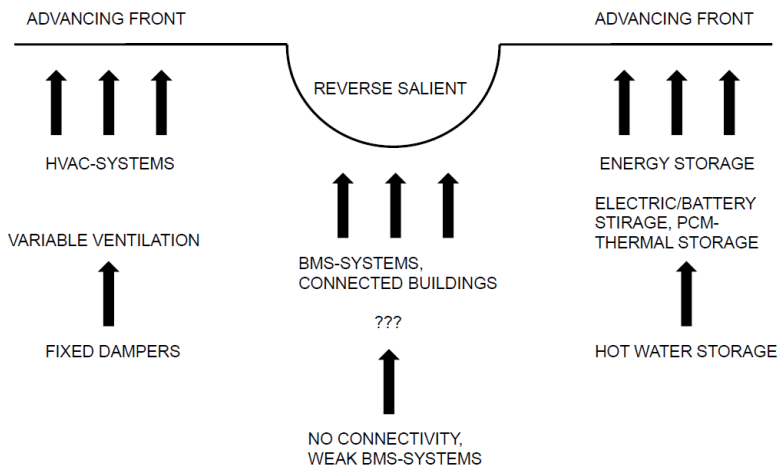 ADVANCING FRONT
ADVANCING FRONT
REVERSE SALIENT
HVAC-SYSTEMS
ENERGY STORAGE
VARIABLE VENTILATION
ELECTRIC/BATTERY
STIRAGE, PCM-
THERMAL STORAGE
BMS-SYSTEMS,
CONNECTED BUILDINGS
???
FIXED DAMPERS
HOT WATER STORAGE
NO CONNECTIVITY,
WEAK BMS-SYSTEMS